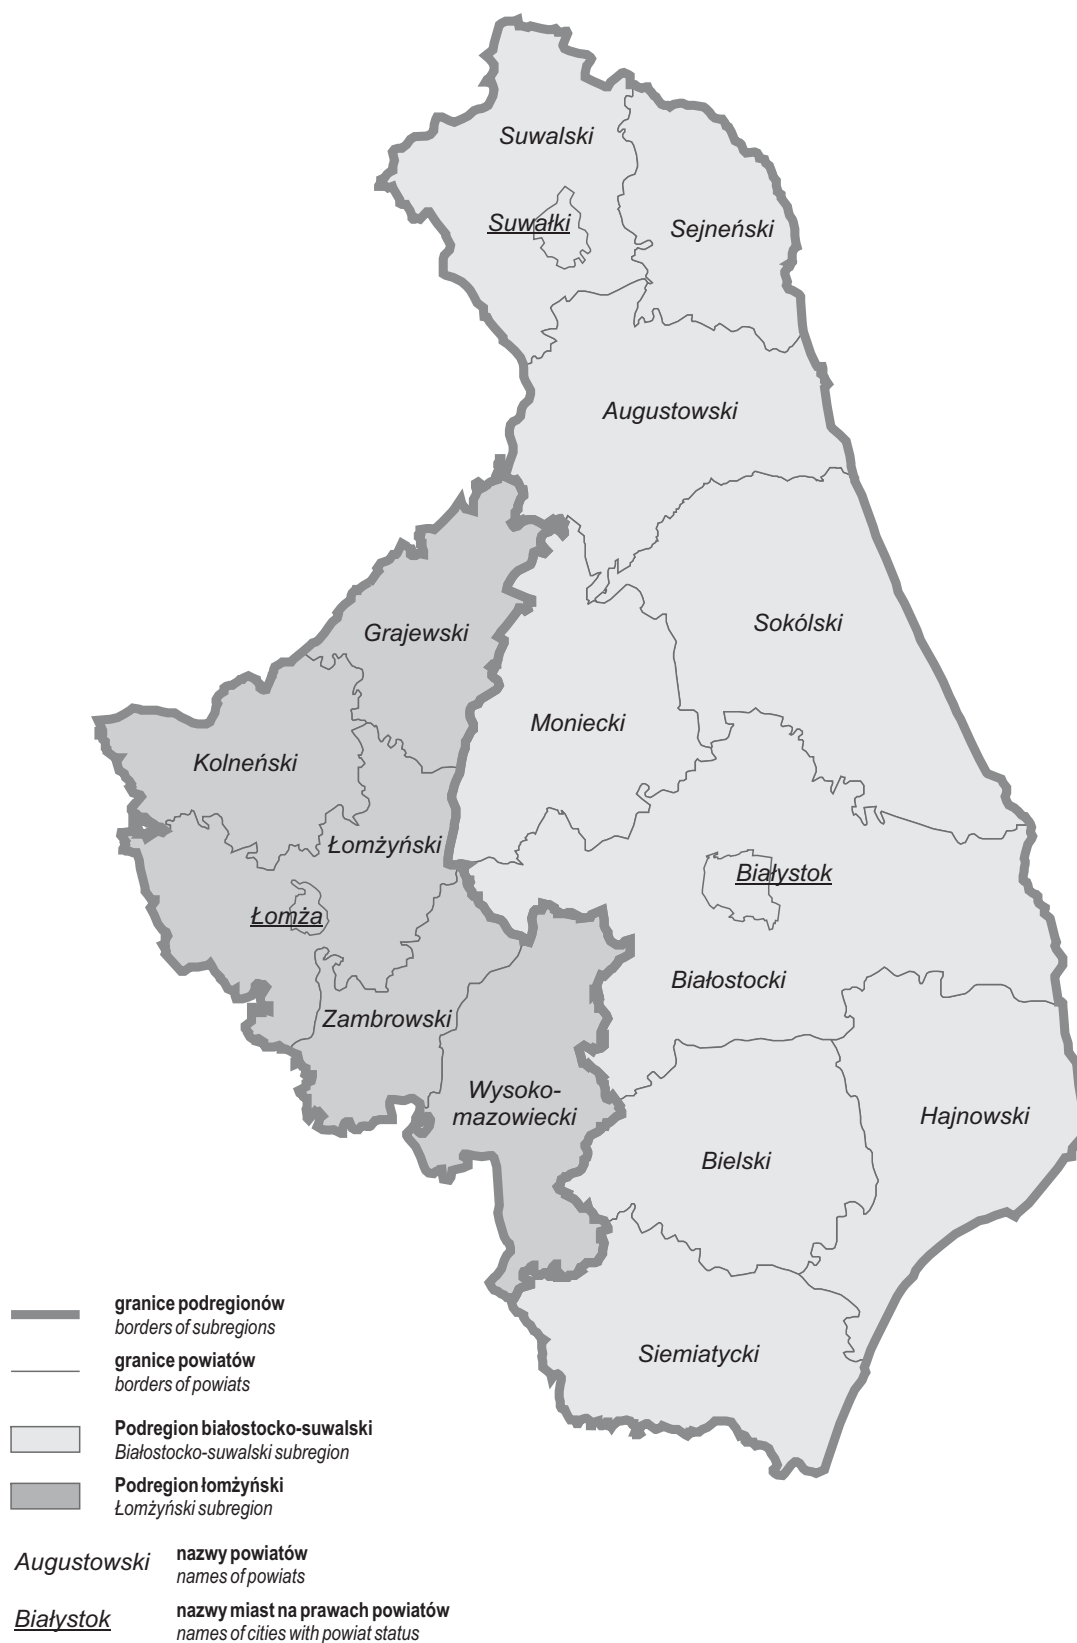 Suwalski
Suwałki
Sejneński
Augustowski
Grajewski
Sokólski
Moniecki
Kolneński
Łomżyński
Białystok
Łomża
Białostocki
Zambrowski
Wysoko-
mazowiecki
Hajnowski
Bielski
Siemiatycki
granice podregionów
borders of subregions
granice powiatów
borders of powiats
Podregion białostocko-suwalski
Białostocko-suwalski subregion
Podregion łomżyński
Łomżyński subregion
Augustowski
nazwy powiatów
names of powiats
Białystok
nazwy miast na prawach powiatów
names of cities with powiat status